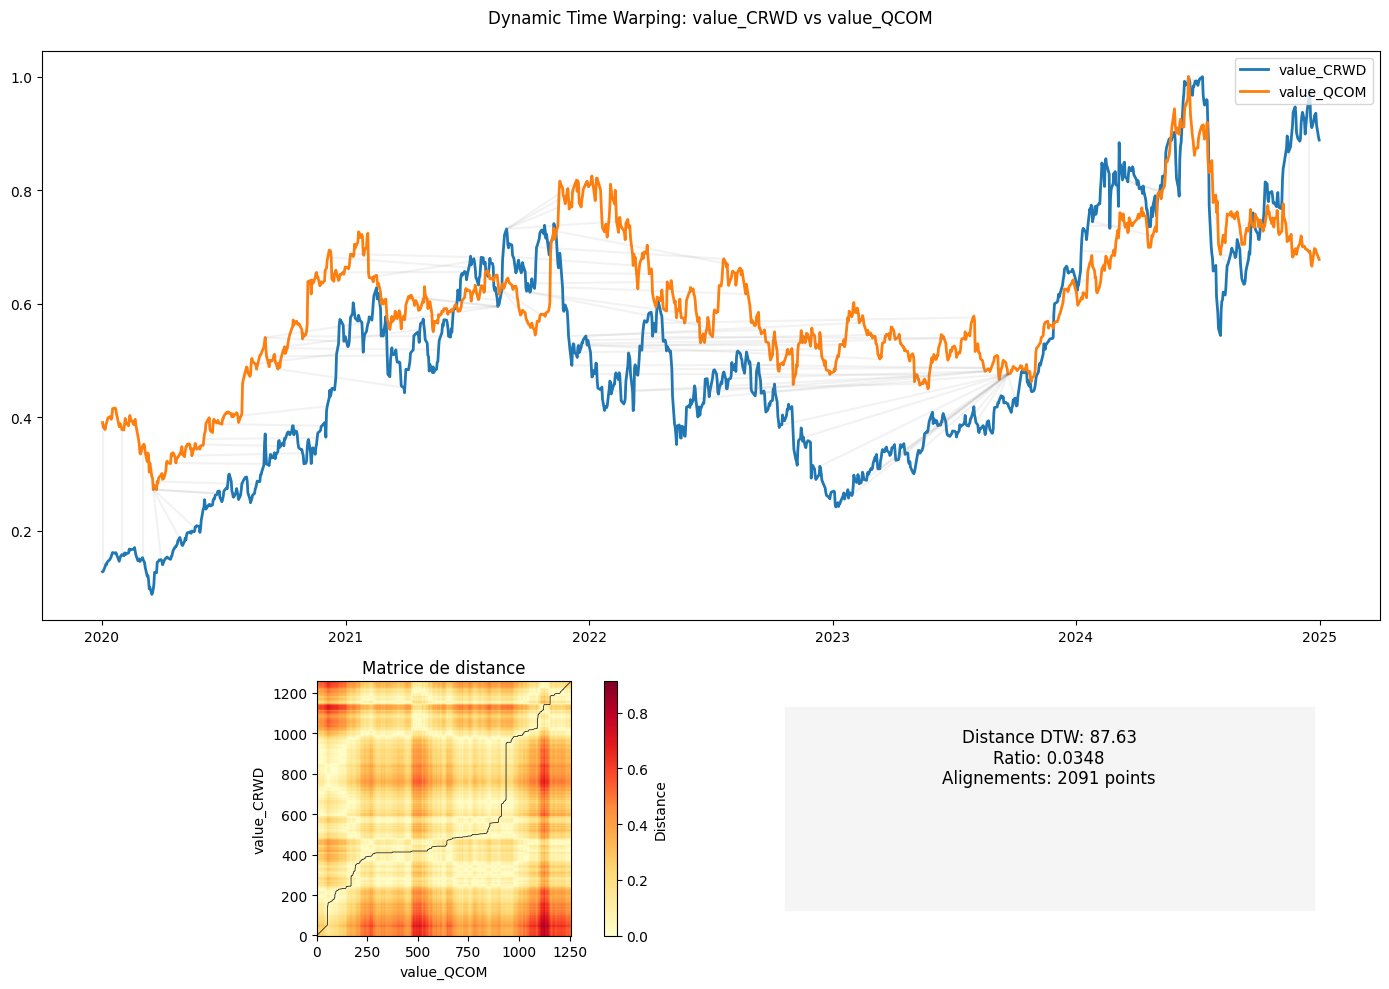 Dynamic Time Warping: value_CRWD vs value_QCOM
1.0
0.8
0.6
0.4
0.2
value_CRWD
value_QCOM
2020 2021 2022 2023 2024 2025
Matrice de distance
1200
1000
800
600
400
200
0
value_CRWD
0 250 500 750 1000 1250
value_QCOM
0.8
0.6
0.4
0.2
0.0
Distance
Distance DTW: 87.63
Ratio: 0.0348
Alignements: 2091 points